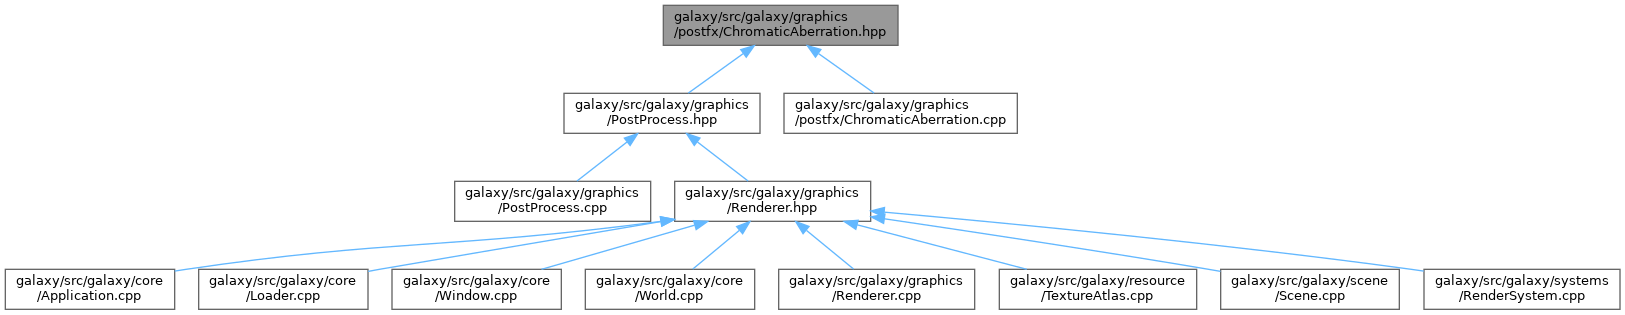 galaxy/src/galaxy/graphics
/postfx/ChromaticAberration.hpp
galaxy/src/galaxy/graphics
/PostProcess.hpp
galaxy/src/galaxy/graphics
/postfx/ChromaticAberration.cpp
galaxy/src/galaxy/graphics
/PostProcess.cpp
galaxy/src/galaxy/graphics
/Renderer.hpp
galaxy/src/galaxy/core
/Application.cpp
galaxy/src/galaxy/core
/Loader.cpp
galaxy/src/galaxy/core
/Window.cpp
galaxy/src/galaxy/core
/World.cpp
galaxy/src/galaxy/graphics
/Renderer.cpp
galaxy/src/galaxy/resource
/TextureAtlas.cpp
galaxy/src/galaxy/scene
/Scene.cpp
galaxy/src/galaxy/systems
/RenderSystem.cpp